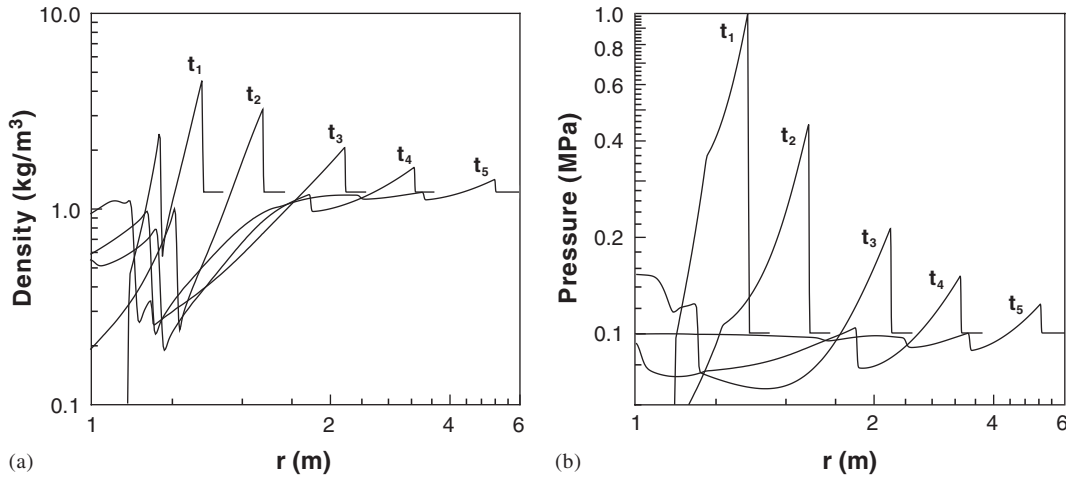 10.0
1.0
0.1
Density (kg/m³)
t₁
t₂
t₃
t₄
t₅
1
2
4
6
r (m)
(a)
1.0
0.8
0.6
0.4
0.2
0.1
Pressure (MPa)
t₁
t₂
t₃
t₄
t₅
1
2
4
6
r (m)
(b)